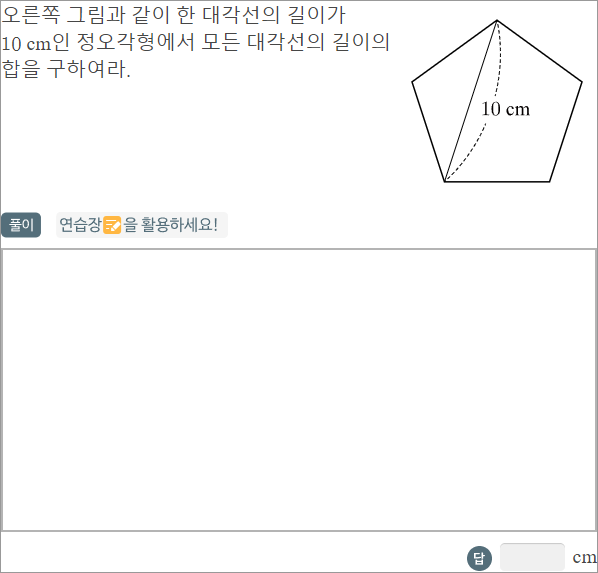 오른쪽 그림과 같이 한 대각선의 길이가
10 cm인 정오각형에서 모든 대각선의 길이의
합을 구하여라.
10 cm
풀이 연습장을 활용하세요!
답 cm